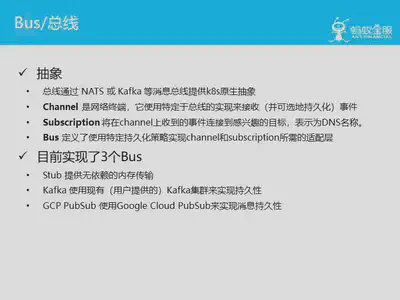 Bus/总线
蚂蚁金服
ANT FINANCIAL
✓ 抽象
• 总线通过 NATS 或 Kafka 等消息总线提供k8s原生抽象
• Channel 是网络终端，它使用特定于总线的实现来接收（并可选地持久化）事件
• Subscription 将在channel上收到的事件连接到感兴趣的目标，表示为DNS名称。
• Bus 定义了使用特定持久化策略实现channel和subscription所需的适配层
✓ 目前实现了3个Bus
• Stub 提供无依赖的内存传输
• Kafka 使用现有（用户提供的）Kafka集群来实现持久性
• GCP PubSub 使用Google Cloud PubSub来实现消息持久性